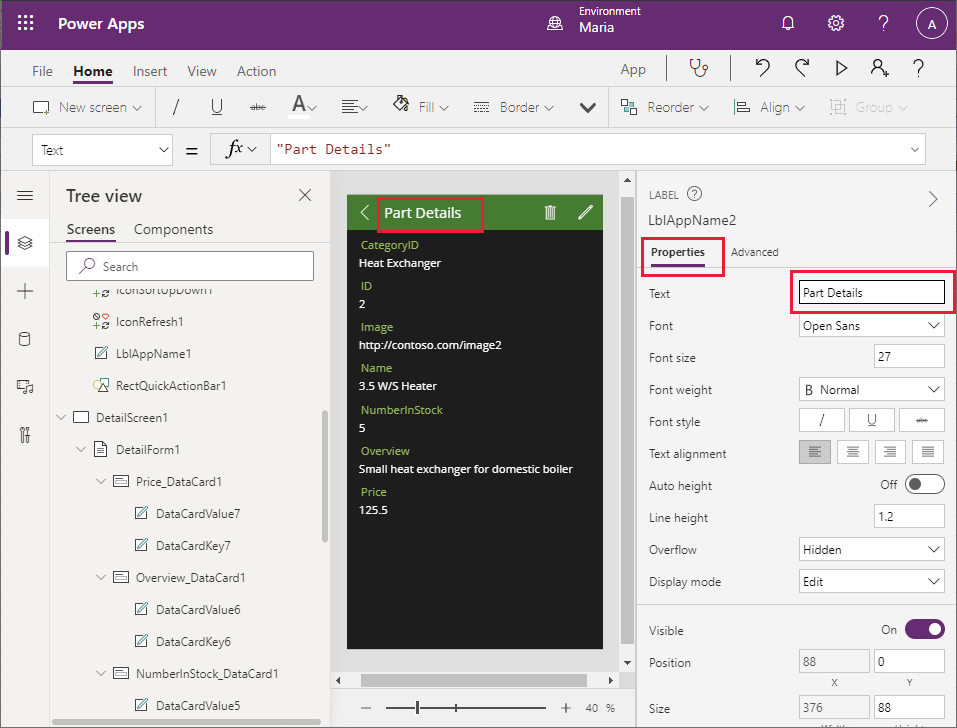 Power Apps
Environment
Maria
A
File Home Insert View Action App
New screen / U abc A Fill Border Reorder Align Group
Text = fx "Part Details"
Tree view
Screens Components
Search
IconSortUpDown1
IconRefresh1
LblAppName1
RectQuickActionBar1
DetailScreen1
DetailForm1
Price_DataCard1
DataCardValue7
DataCardKey7
Overview_DataCard1
DataCardValue6
DataCardKey6
NumberInStock_DataCard1
DataCardValue5
Part Details
CategoryID
Heat Exchanger
ID
2
Image
http://contoso.com/image2
Name
3.5 W/S Heater
NumberInStock
5
Overview
Small heat exchanger for domestic boiler
Price
125.5
40 %
LABEL
LblAppName2
Properties Advanced
Text Part Details
Font Open Sans
Font size 27
Font weight B Normal
Font style / U abc
Text alignment
Auto height Off
Line height 1.2
Overflow Hidden
Display mode Edit
Visible On
Position 88 0
X Y
Size 376 88